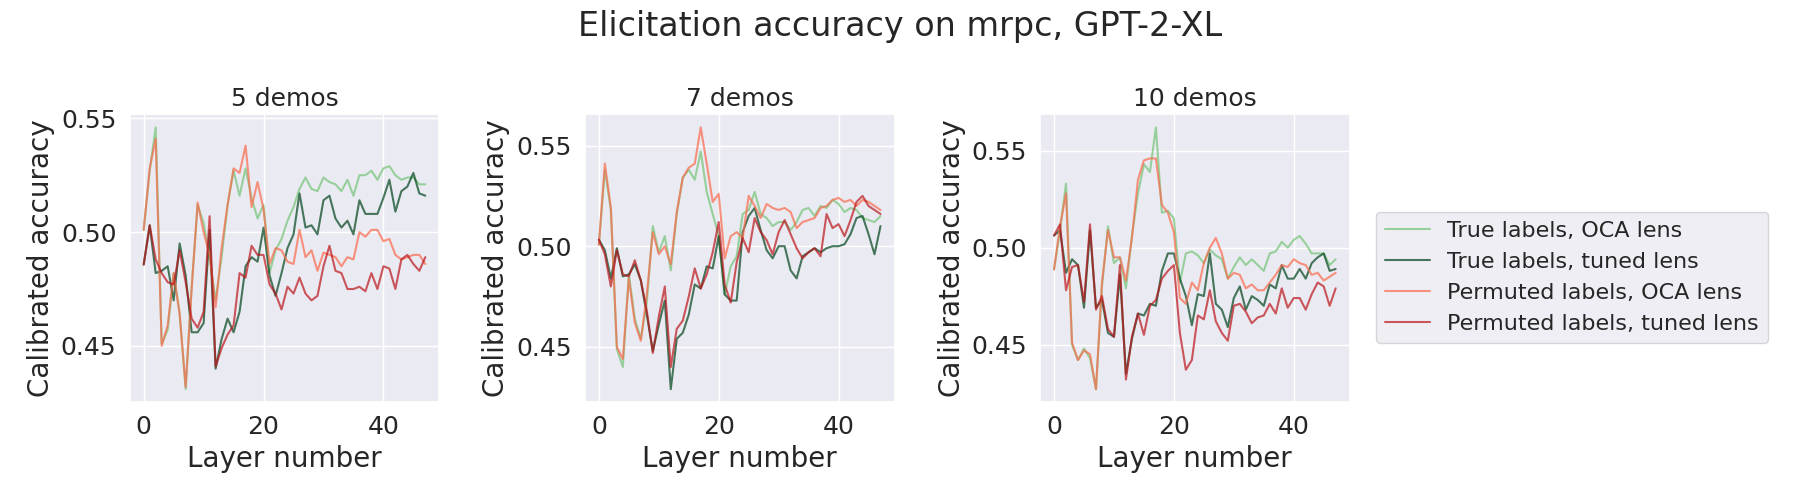 Elicitation accuracy on mrpc, GPT-2-XL
5 demos
7 demos
10 demos
Calibrated accuracy
0.55
0.50
0.45
0
20
40
Layer number
Calibrated accuracy
0.55
0.50
0.45
0
20
40
Layer number
Calibrated accuracy
0.55
0.50
0.45
0
20
40
Layer number
True labels, OCA lens
True labels, tuned lens
Permuted labels, OCA lens
Permuted labels, tuned lens